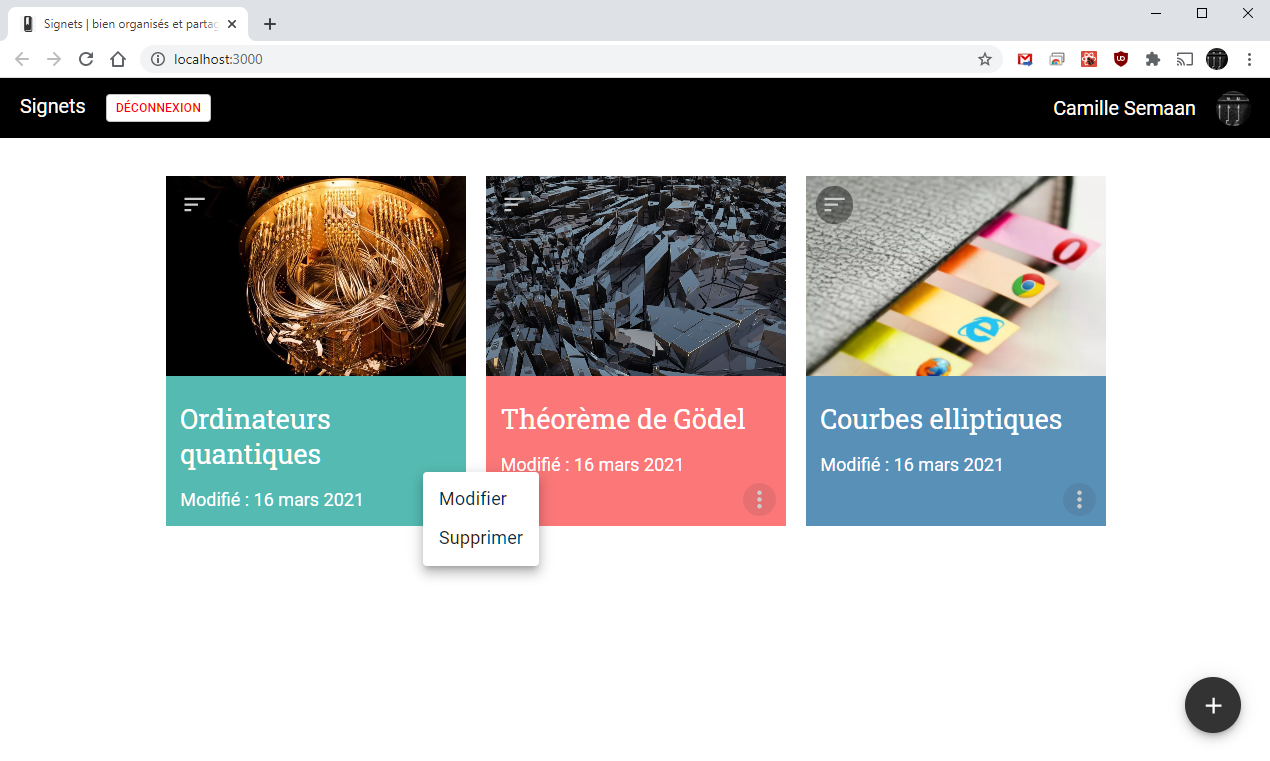 Signets | bien organisés et partag
localhost:3000
Signets
DÉCONNEXION
Camille Semaan
Ordinateurs
quantiques
Modifié : 16 mars 2021
Théorème de Gödel
Modifié : 16 mars 2021
Courbes elliptiques
Modifié : 16 mars 2021
Modifier
Supprimer